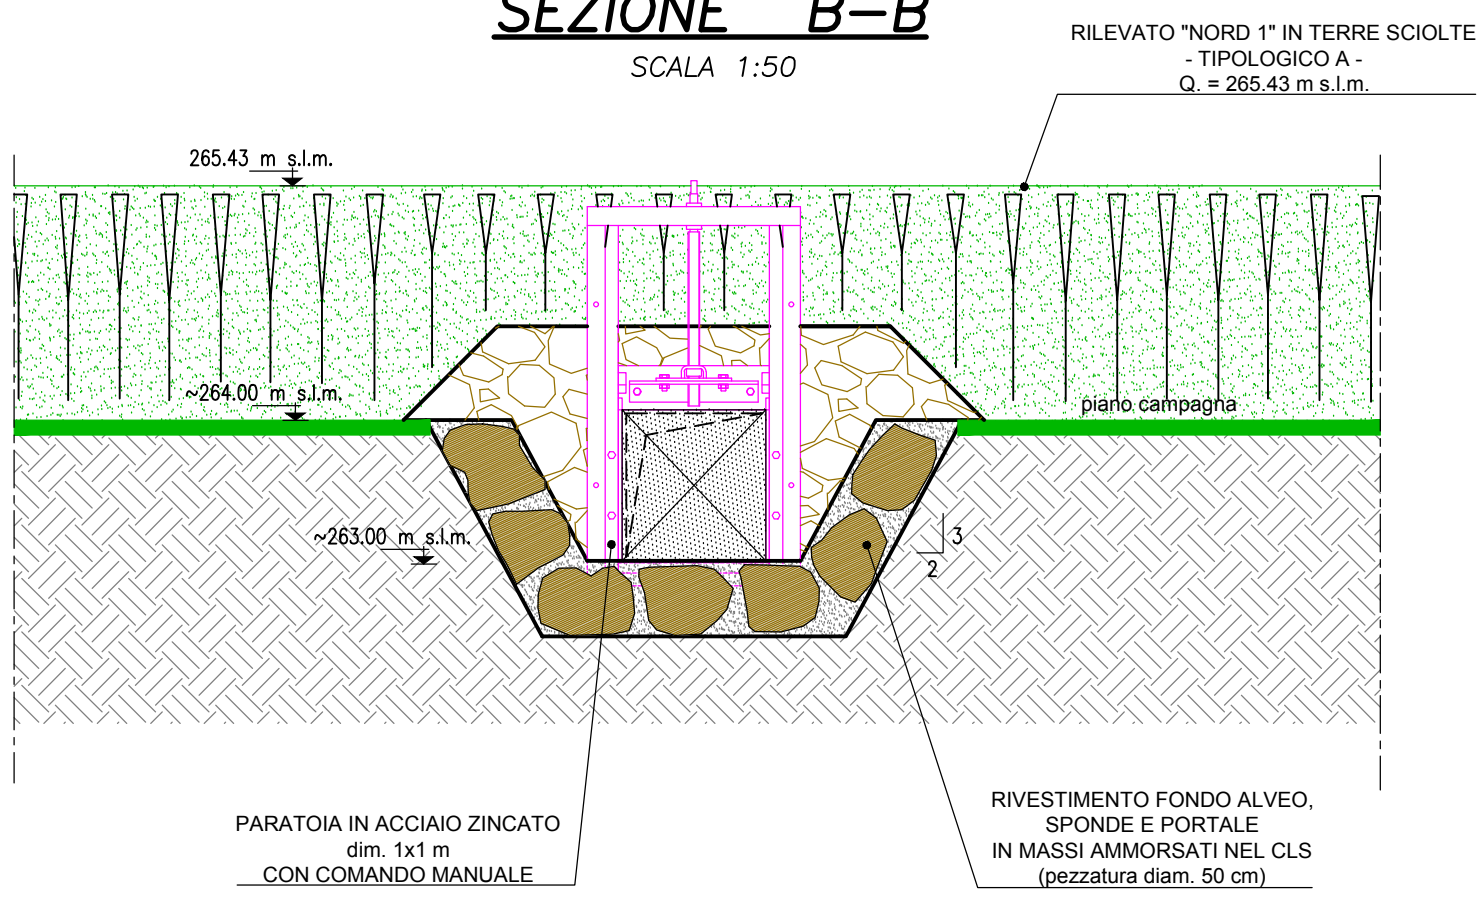 SEZIONE B-B
SCALA 1:50
RILEVATO "NORD 1" IN TERRE SCIOLTE
- TIPOLOGICO A -
Q. = 265.43 m s.l.m.
265.43 m s.l.m.
~264.00 m s.l.m.
piano campagna
~263.00 m s.l.m.
3
2
PARATOIA IN ACCIAIO ZINCATO
dim. 1x1 m
CON COMANDO MANUALE
RIVESTIMENTO FONDO ALVEO,
SPONDE E PORTALE
IN MASSI AMMORSATI NEL CLS
(pezzatura diam. 50 cm)